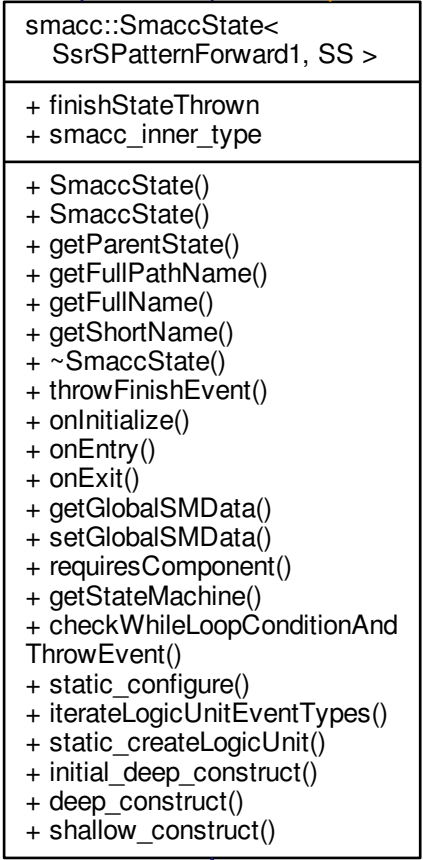 smacc::SmaccState<
SsrSPatternForward1, SS >
+ finishStateThrown
+ smacc_inner_type
+ SmaccState()
+ SmaccState()
+ getParentState()
+ getFullPathName()
+ getFullName()
+ getShortName()
+ ~SmaccState()
+ throwFinishEvent()
+ onInitialize()
+ onEntry()
+ onExit()
+ getGlobalSMData()
+ setGlobalSMData()
+ requiresComponent()
+ getStateMachine()
+ checkWhileLoopConditionAnd
ThrowEvent()
+ static_configure()
+ iterateLogicUnitEventTypes()
+ static_createLogicUnit()
+ initial_deep_construct()
+ deep_construct()
+ shallow_construct()